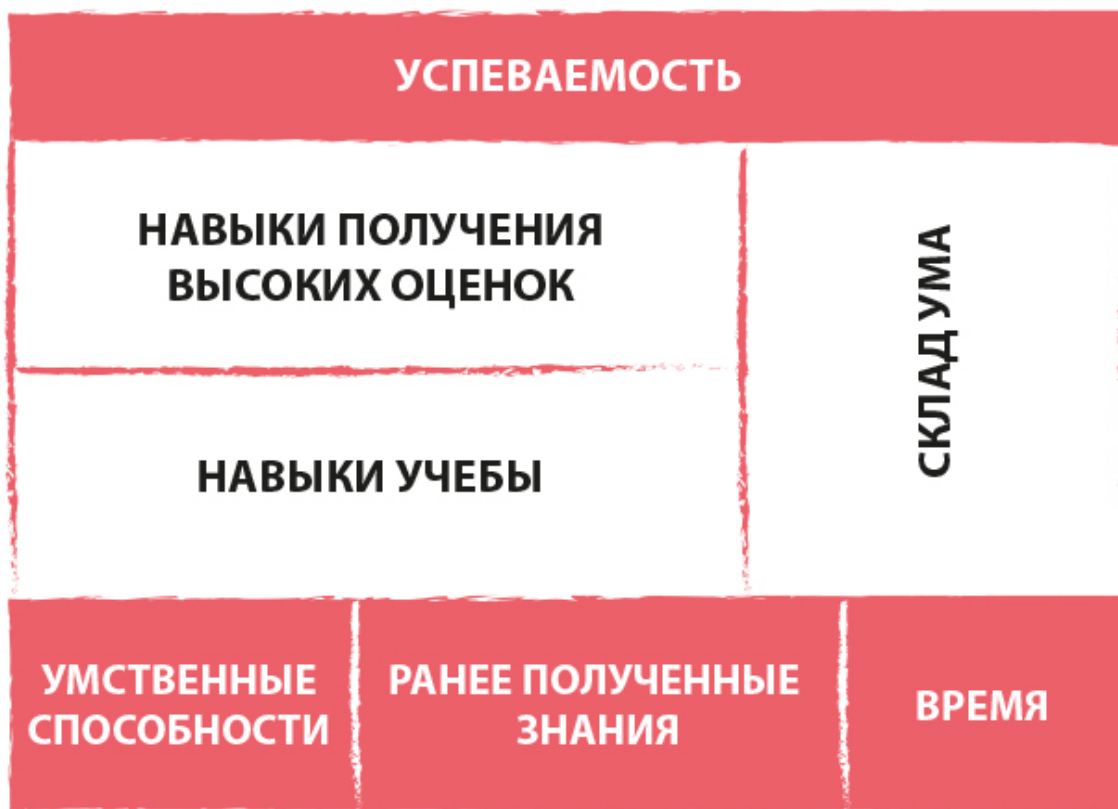 УСПЕВАЕМОСТЬ
НАВЫКИ ПОЛУЧЕНИЯ
ВЫСОКИХ ОЦЕНОК
НАВЫКИ УЧЕБЫ
СКЛАД УМА
УМСТВЕННЫЕ
СПОСОБНОСТИ
РАНЕЕ ПОЛУЧЕННЫЕ
ЗНАНИЯ
ВРЕМЯ